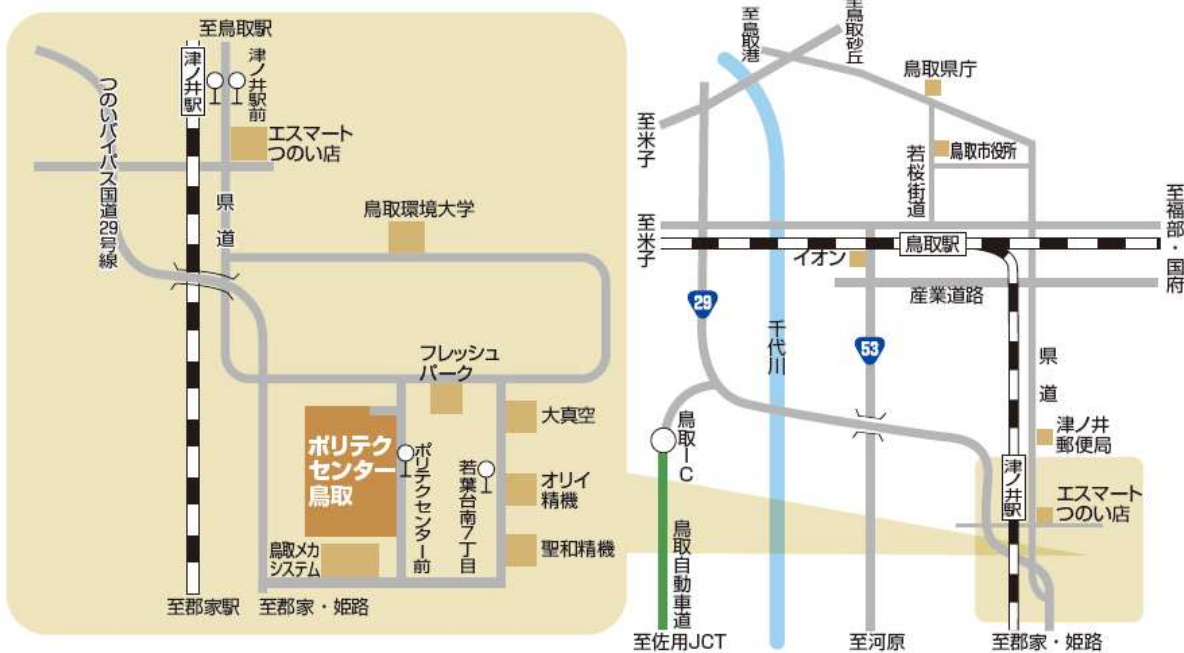 至鳥取駅
津ノ井駅
津ノ井駅前
エスマート
つのい店
つのいバイパス国道29号線
県道
鳥取環境大学
フレッシュ
パーク
大真空
ポリテク
センター
鳥取
ポリテクセンター前
若葉台南7丁目
オリイ
精機
聖和精機
鳥取メカ
システム
至郡家駅
至郡家・姫路
至鳥取港
至鳥取砂丘
鳥取県庁
至米子
鳥取市役所
若桜街道
至福部・国府
至米子
鳥取駅
イオン
産業道路
29
千代川
53
県道
鳥取IC
津ノ井
郵便局
津ノ井駅
エスマート
つのい店
鳥取自動車道
至佐用JCT
至河原
至郡家・姫路